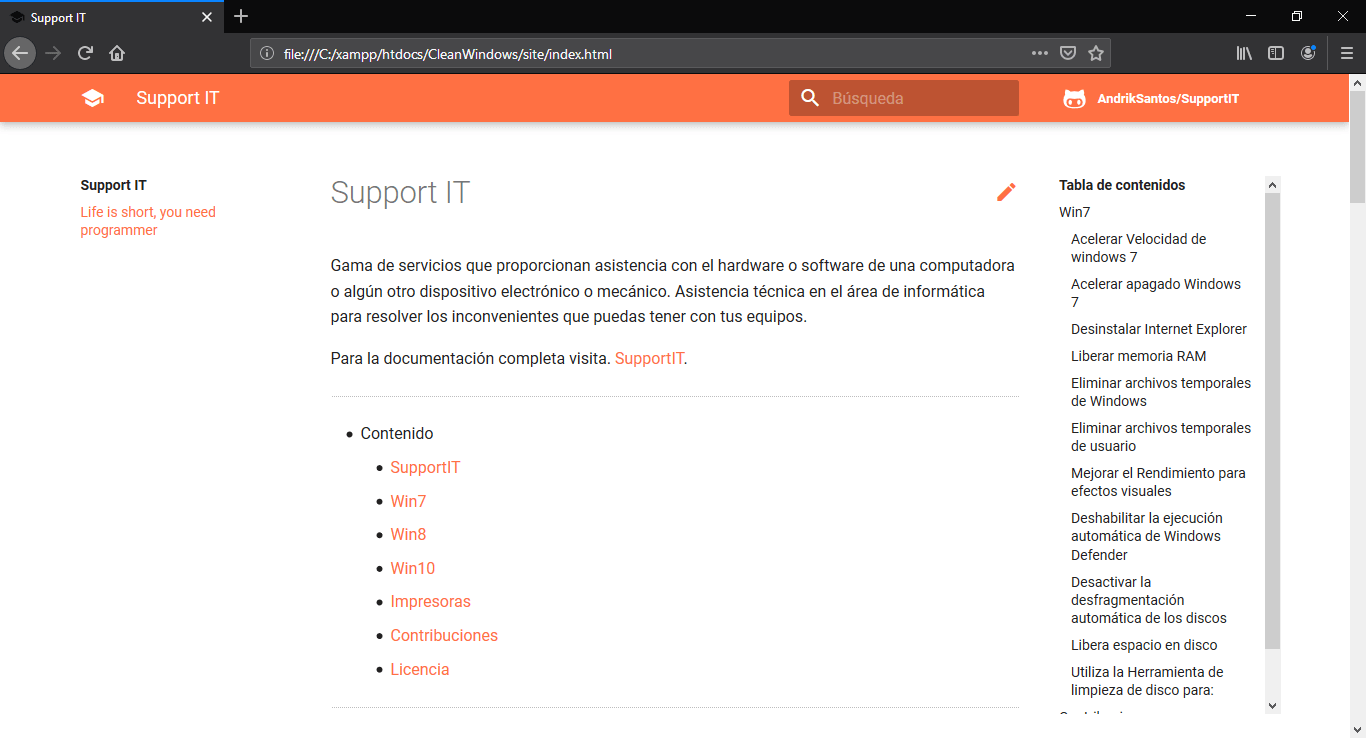 Support IT
file:///C:/xampp/htdocs/CleanWindows/site/index.html
Support IT
Búsqueda
AndrikSantos/SupportIT
Support IT
Life is short, you need
programmer
Support IT
Gama de servicios que proporcionan asistencia con el hardware o software de una computadora
o algún otro dispositivo electrónico o mecánico. Asistencia técnica en el área de informática
para resolver los inconvenientes que puedas tener con tus equipos.
Para la documentación completa visita. SupportIT.
Contenido
SupportIT
Win7
Win8
Win10
Impresoras
Contribuciones
Licencia
Tabla de contenidos
Win7
Acelerar Velocidad de
windows 7
Acelerar apagado Windows
7
Desinstalar Internet Explorer
Liberar memoria RAM
Eliminar archivos temporales
de Windows
Eliminar archivos temporales
de usuario
Mejorar el Rendimiento para
efectos visuales
Deshabilitar la ejecución
automática de Windows
Defender
Desactivar la
desfragmentación
automática de los discos
Libera espacio en disco
Utiliza la Herramienta de
limpieza de disco para: